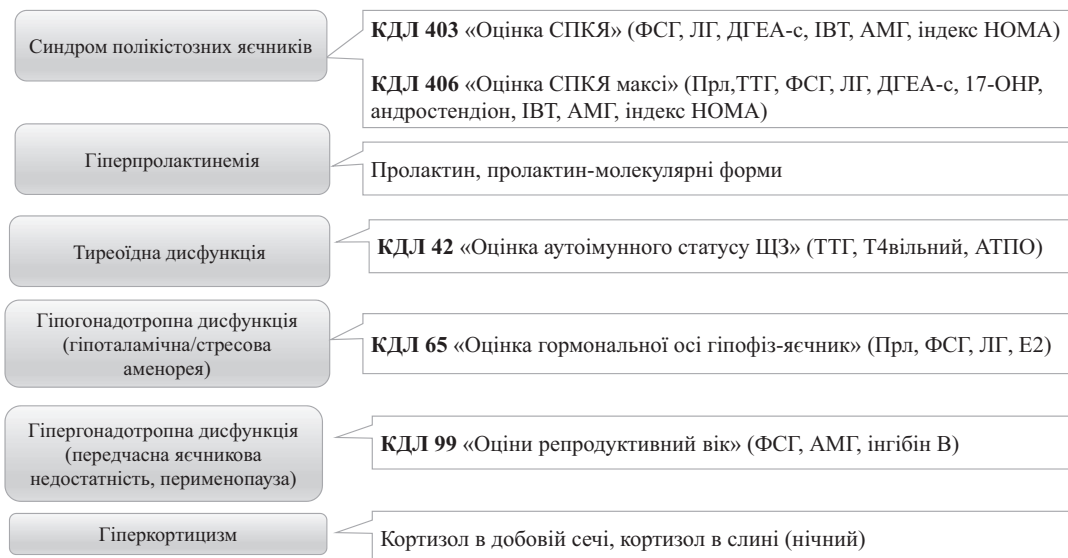 Синдром полікістозних яєчників
КДЛ 403 «Оцінка СПКЯ» (ФСГ, ЛГ, ДГЕА-с, ІВТ, АМГ, індекс НОМА)
КДЛ 406 «Оцінка СПКЯ максі» (Прл,ТТГ, ФСГ, ЛГ, ДГЕА-с, 17-ОНР,
андростендіон, ІВТ, АМГ, індекс НОМА)
Гіперпролактинемія
Пролактин, пролактин-молекулярні форми
Тиреоїдна дисфункція
КДЛ 42 «Оцінка аутоімунного статусу ЩЗ» (ТТГ, Т4вільний, АТПО)
Гіпогонадотропна дисфункція
(гіпоталамічна/стресова
аменорея)
КДЛ 65 «Оцінка гормональної осі гіпофіз-яєчник» (Прл, ФСГ, ЛГ, Е2)
Гіпергонадотропна дисфункція
(передчасна яєчникова
недостатність, перименопауза)
КДЛ 99 «Оціни репродуктивний вік» (ФСГ, АМГ, інгібін В)
Гіперкортицизм
Кортизол в добовій сечі, кортизол в слині (нічний)